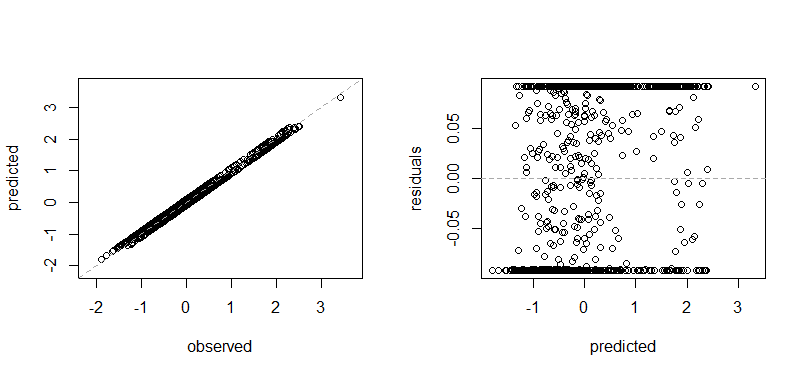 predicted
3
2
1
0
-1
-2
-2 -1 0 1 2 3
observed
residuals
0.05
0.00
-0.05
-1 0 1 2 3
predicted